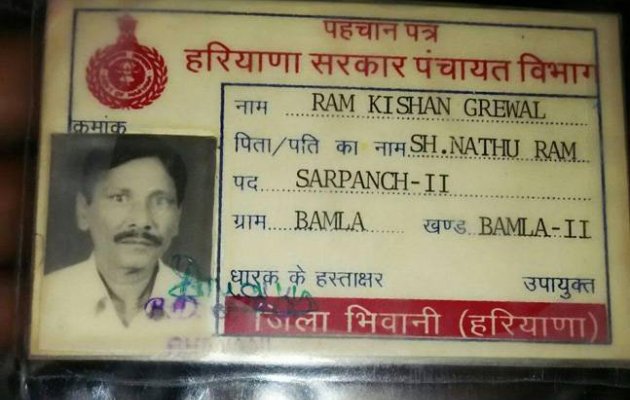 पहचान पत्र
हरियाणा सरकार पंचायत विभाग
क्रमांक
नाम RAM KISHAN GREWAL
पिता/पति का नाम SH.NATHU RAM
पद SARPANCH-II
ग्राम BAMLA खण्ड BAMLA-II
धारक के हस्ताक्षर उपायुक्त
जिला भिवानी (हरियाणा)